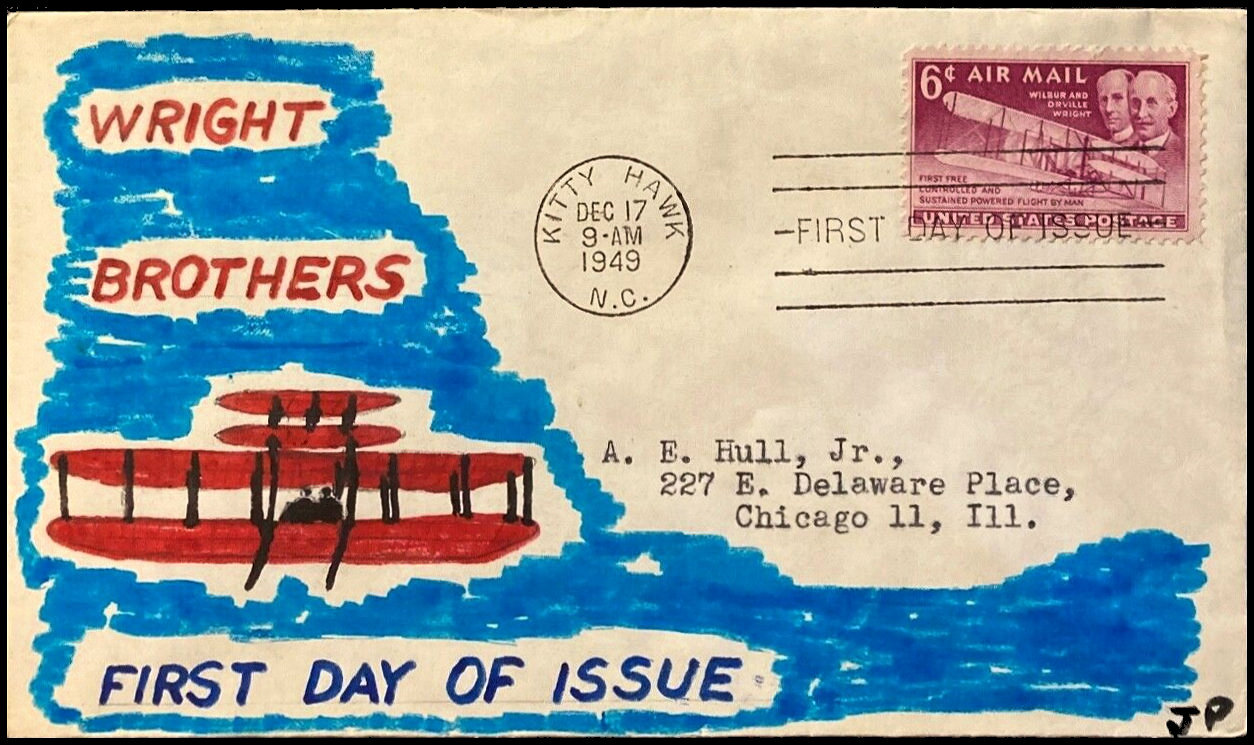 WRIGHT
BROTHERS
FIRST DAY OF ISSUE
KITTY HAWK
DEC 17
9-AM
1949
N.C.
6¢ AIR MAIL
WILBUR AND
ORVILLE
WRIGHT
FIRST FREE
CONTROLLED AND
SUSTAINED POWERED FLIGHT BY MAN
UNITED STATES POSTAGE
FIRST DAY OF ISSUE
A. E. Hull, Jr.,
227 E. Delaware Place,
Chicago 11, Ill.
JP